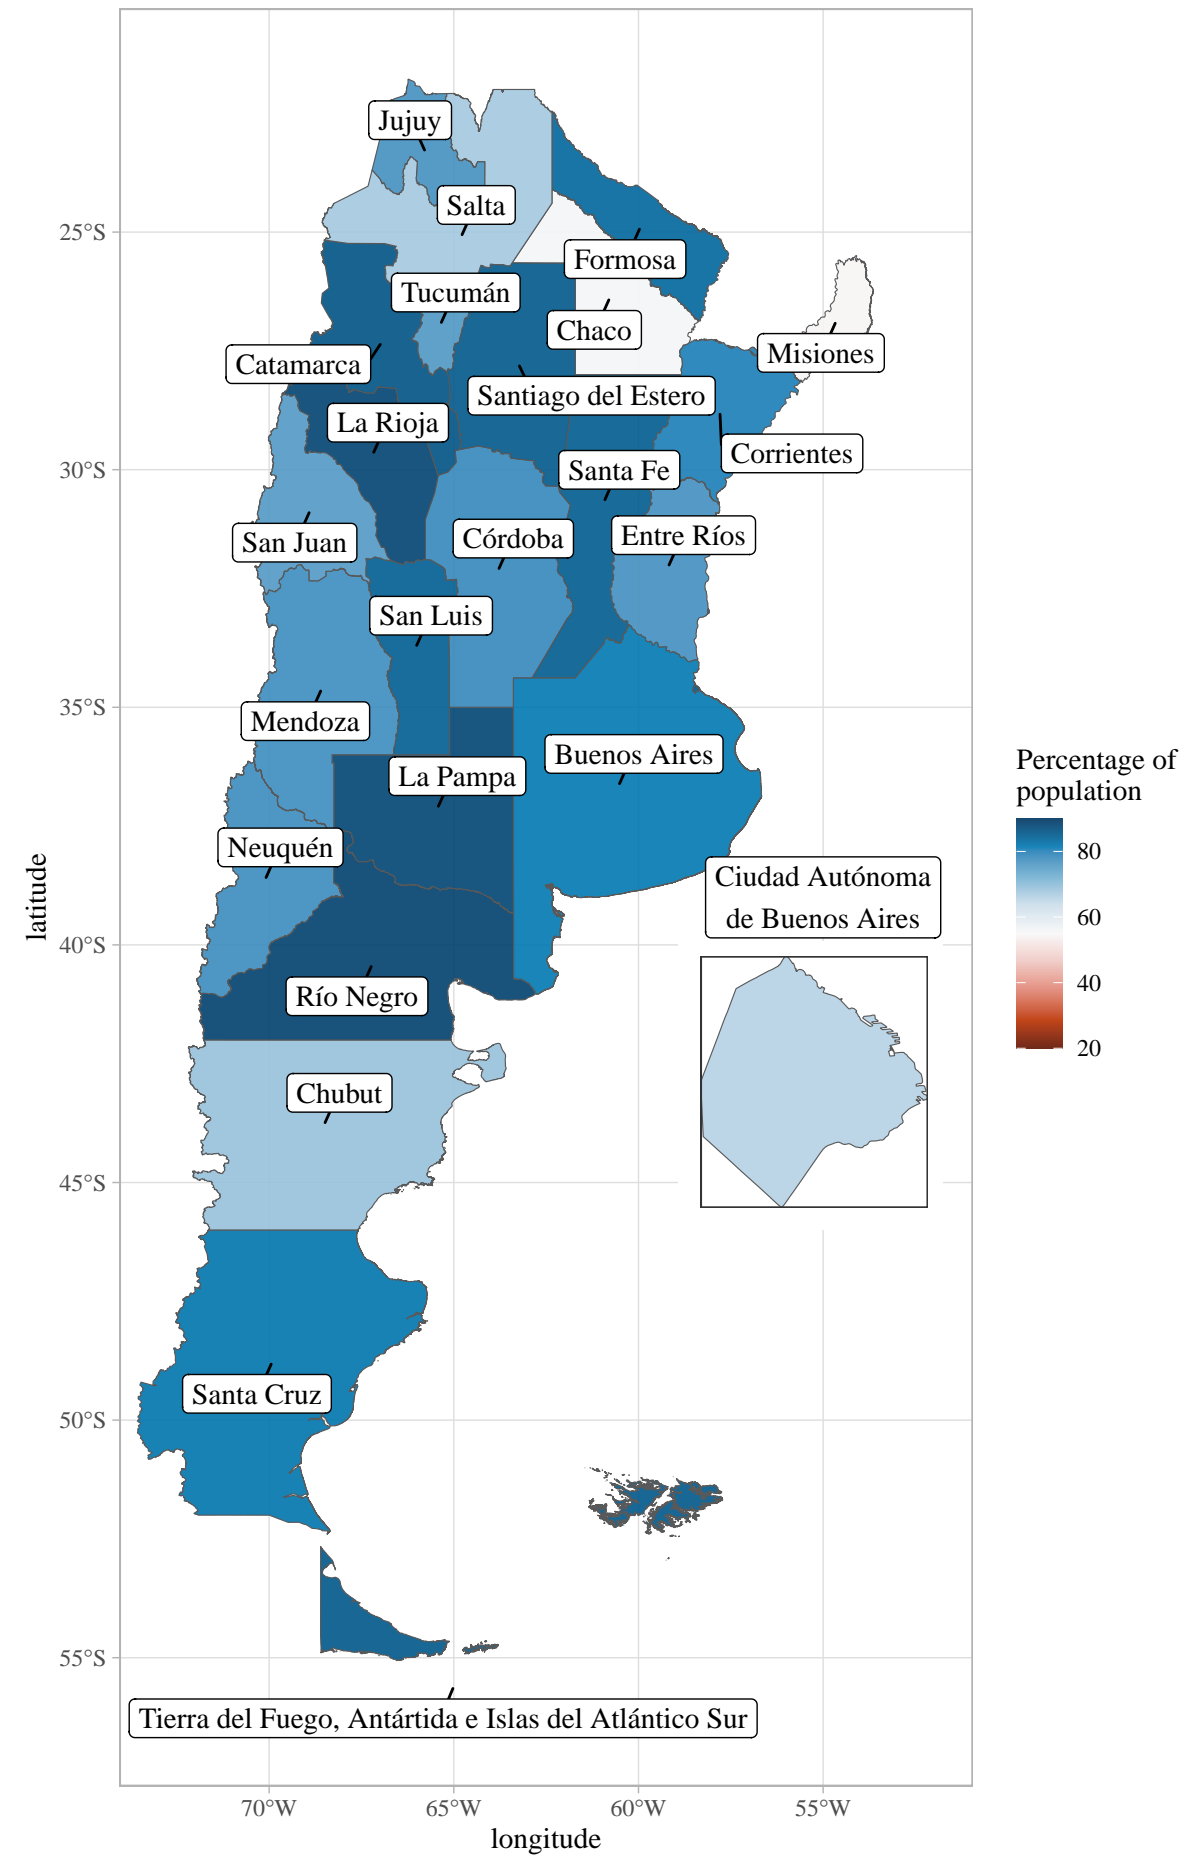 Jujuy
Salta
25°S
Formosa
Tucumán
Chaco
Misiones
Catamarca
Santiago del Estero
La Rioja
Corrientes
30°S
Santa Fe
San Juan
Córdoba
Entre Ríos
San Luis
35°S
Mendoza
Buenos Aires
La Pampa
Percentage of
population
80
60
40
20
Neuquén
Ciudad Autónoma
de Buenos Aires
latitude
40°S
Río Negro
Chubut
45°S
Santa Cruz
50°S
55°S
Tierra del Fuego, Antártida e Islas del Atlántico Sur
70°W
65°W
60°W
55°W
longitude